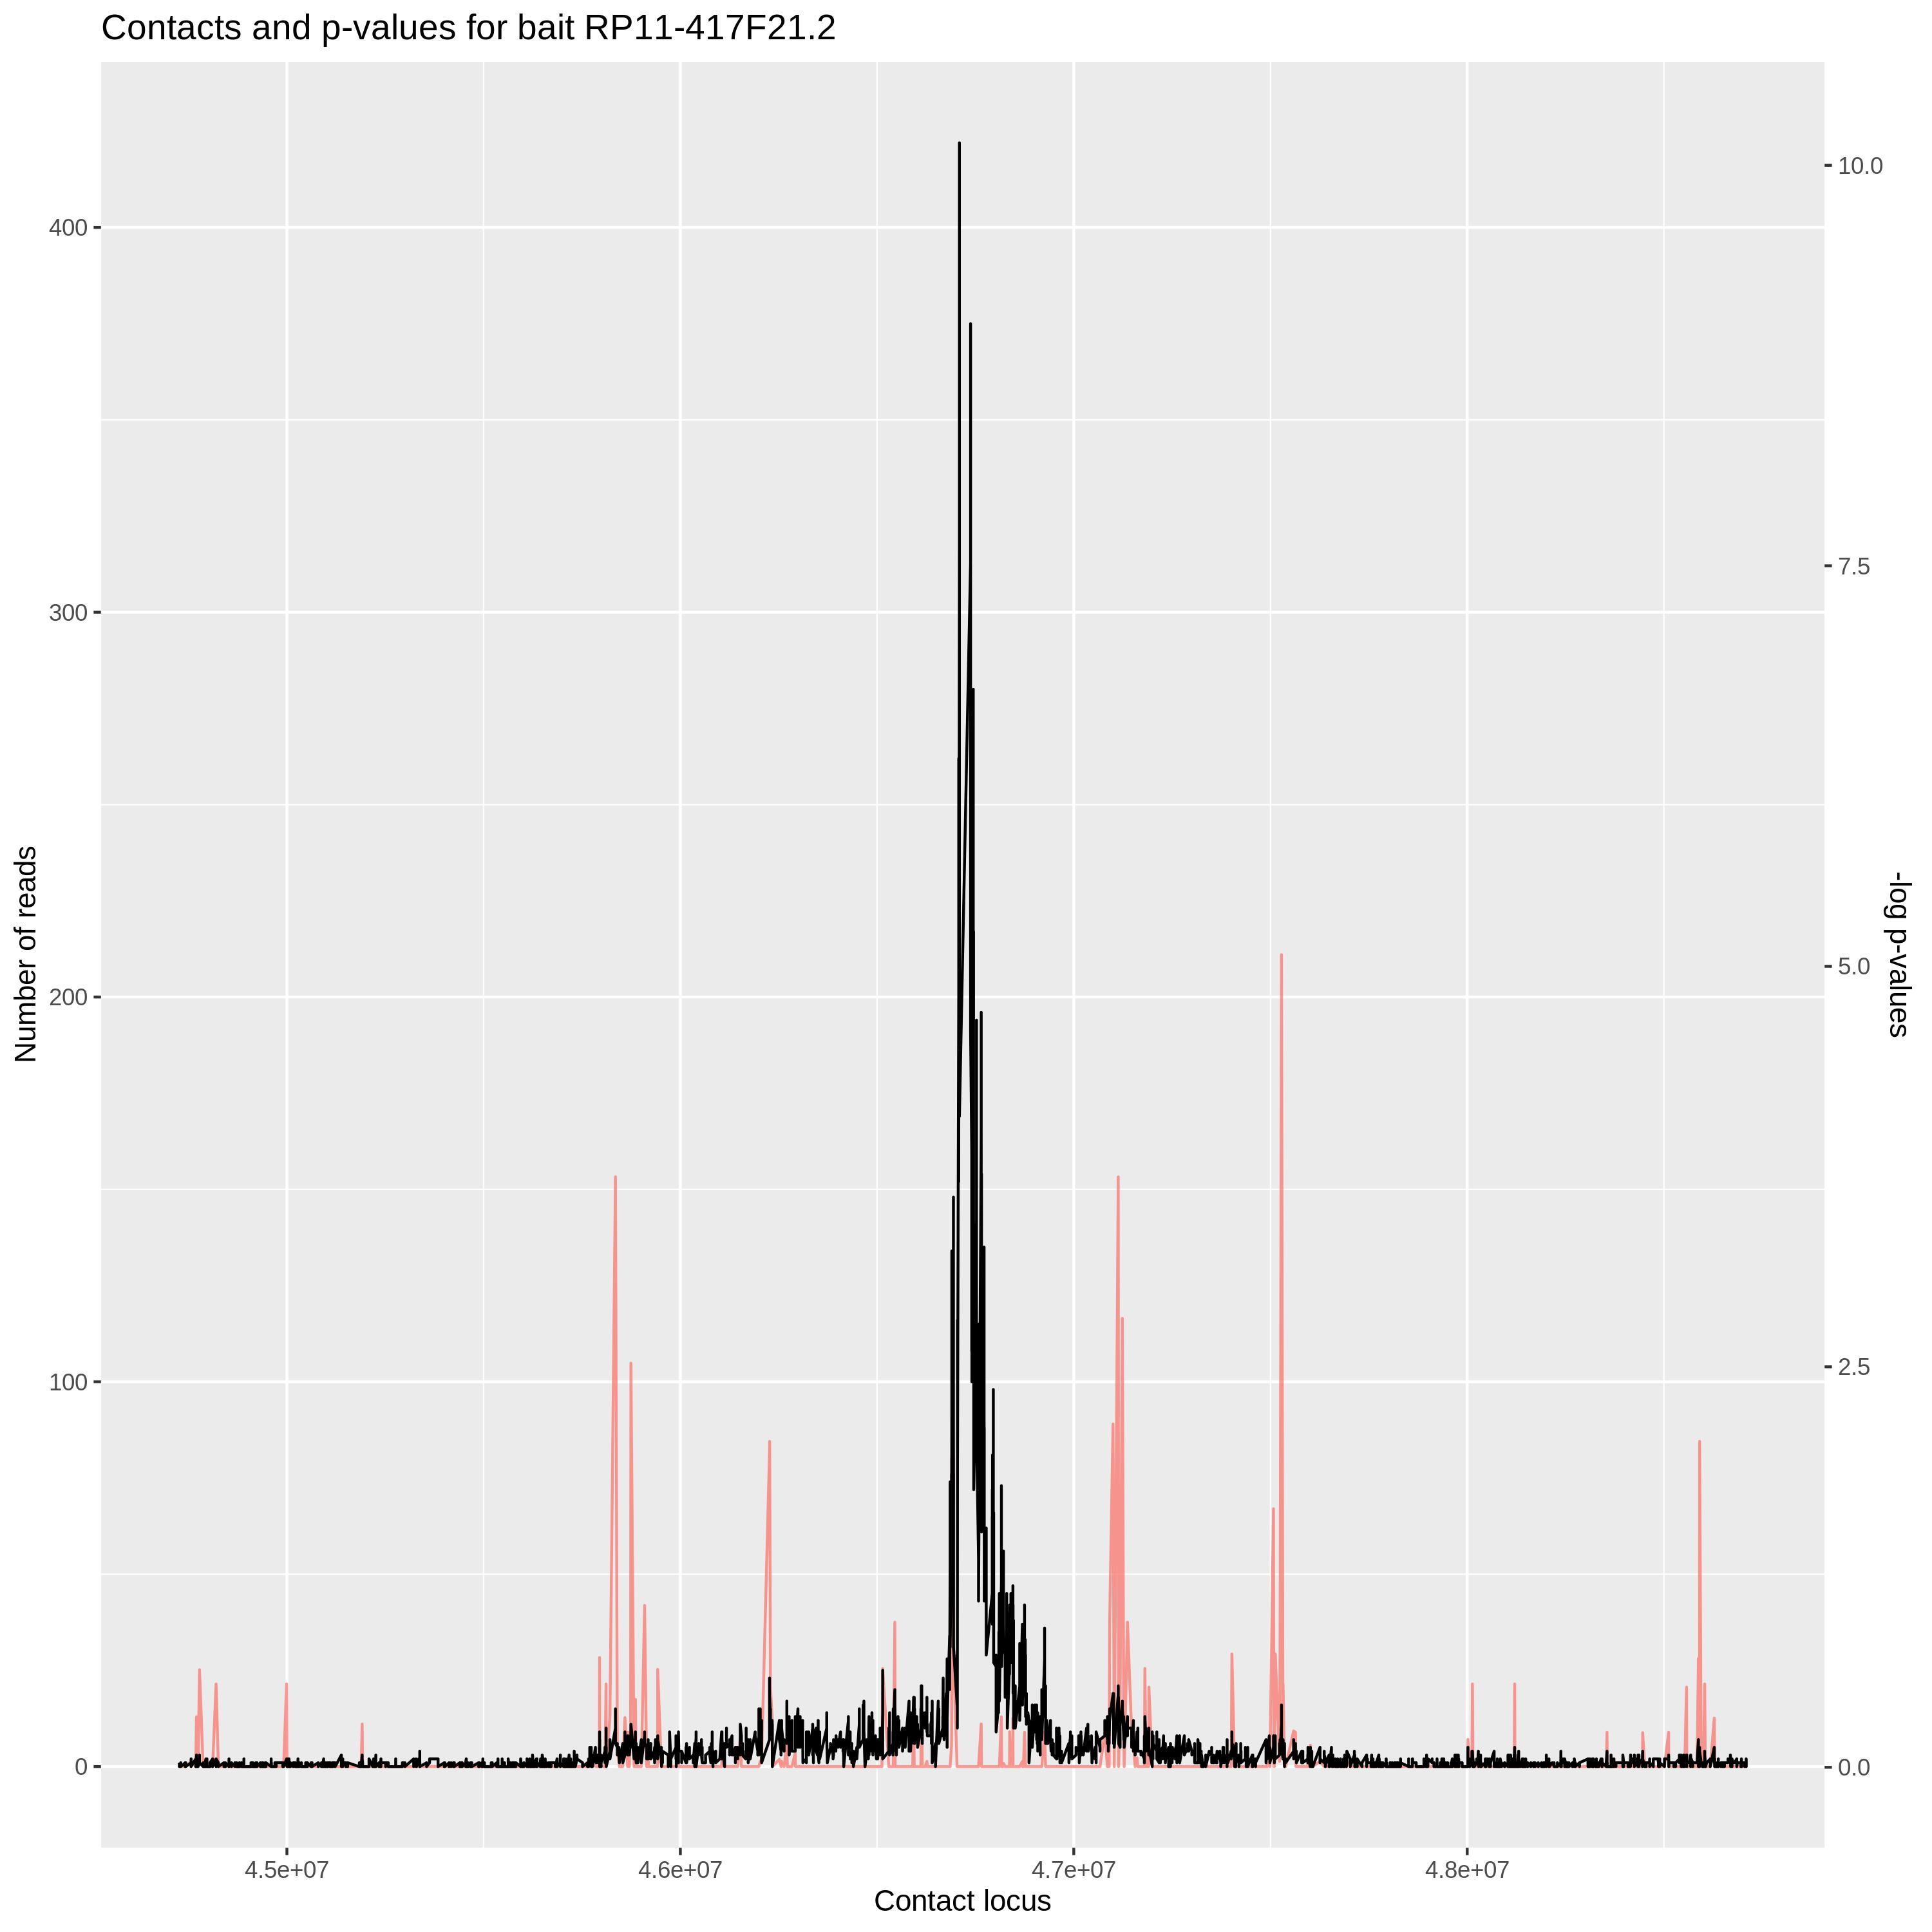 Contacts and p-values for bait RP11-417F21.2
400
300
200
100
0
10.0
7.5
5.0
2.5
0.0
Number of reads
-log p-values
4.5e+07
4.6e+07
4.7e+07
4.8e+07
Contact locus